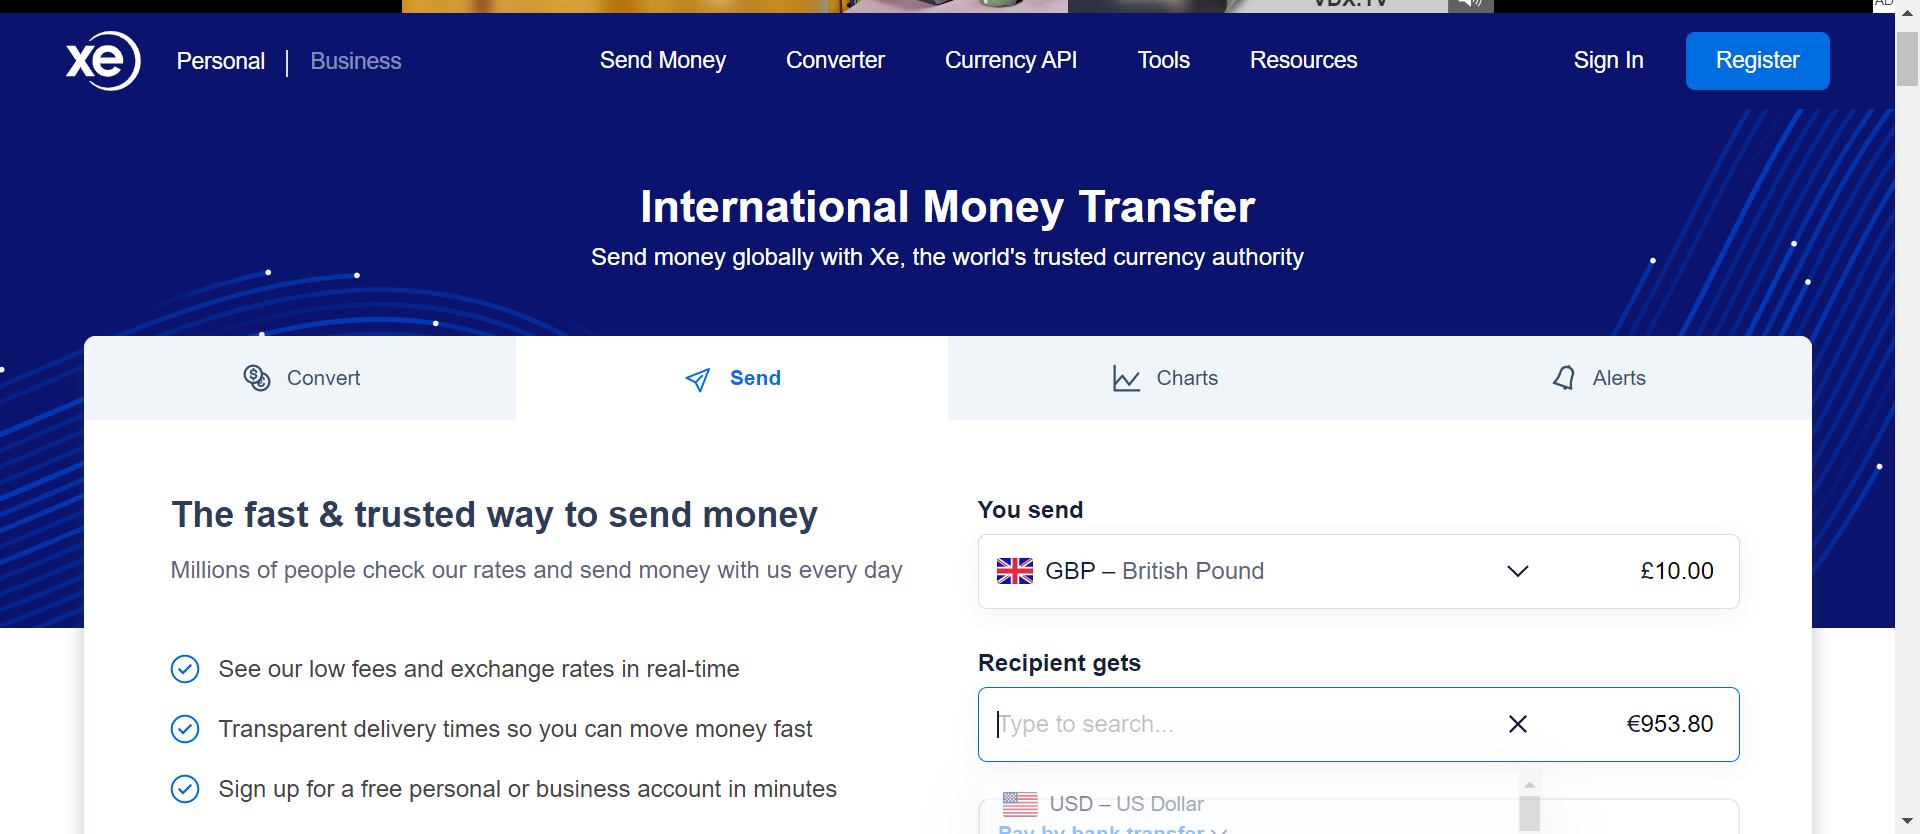 VDX.TV
AD
xe
Personal | Business
Send Money
Converter
Currency API
Tools
Resources
Sign In
Register
International Money Transfer
Send money globally with Xe, the world's trusted currency authority
Convert
Send
Charts
Alerts
The fast & trusted way to send money
Millions of people check our rates and send money with us every day
See our low fees and exchange rates in real-time
Transparent delivery times so you can move money fast
Sign up for a free personal or business account in minutes
You send
GBP – British Pound
£10.00
Recipient gets
Type to search...
€953.80
USD – US Dollar
Pay by bank transfer